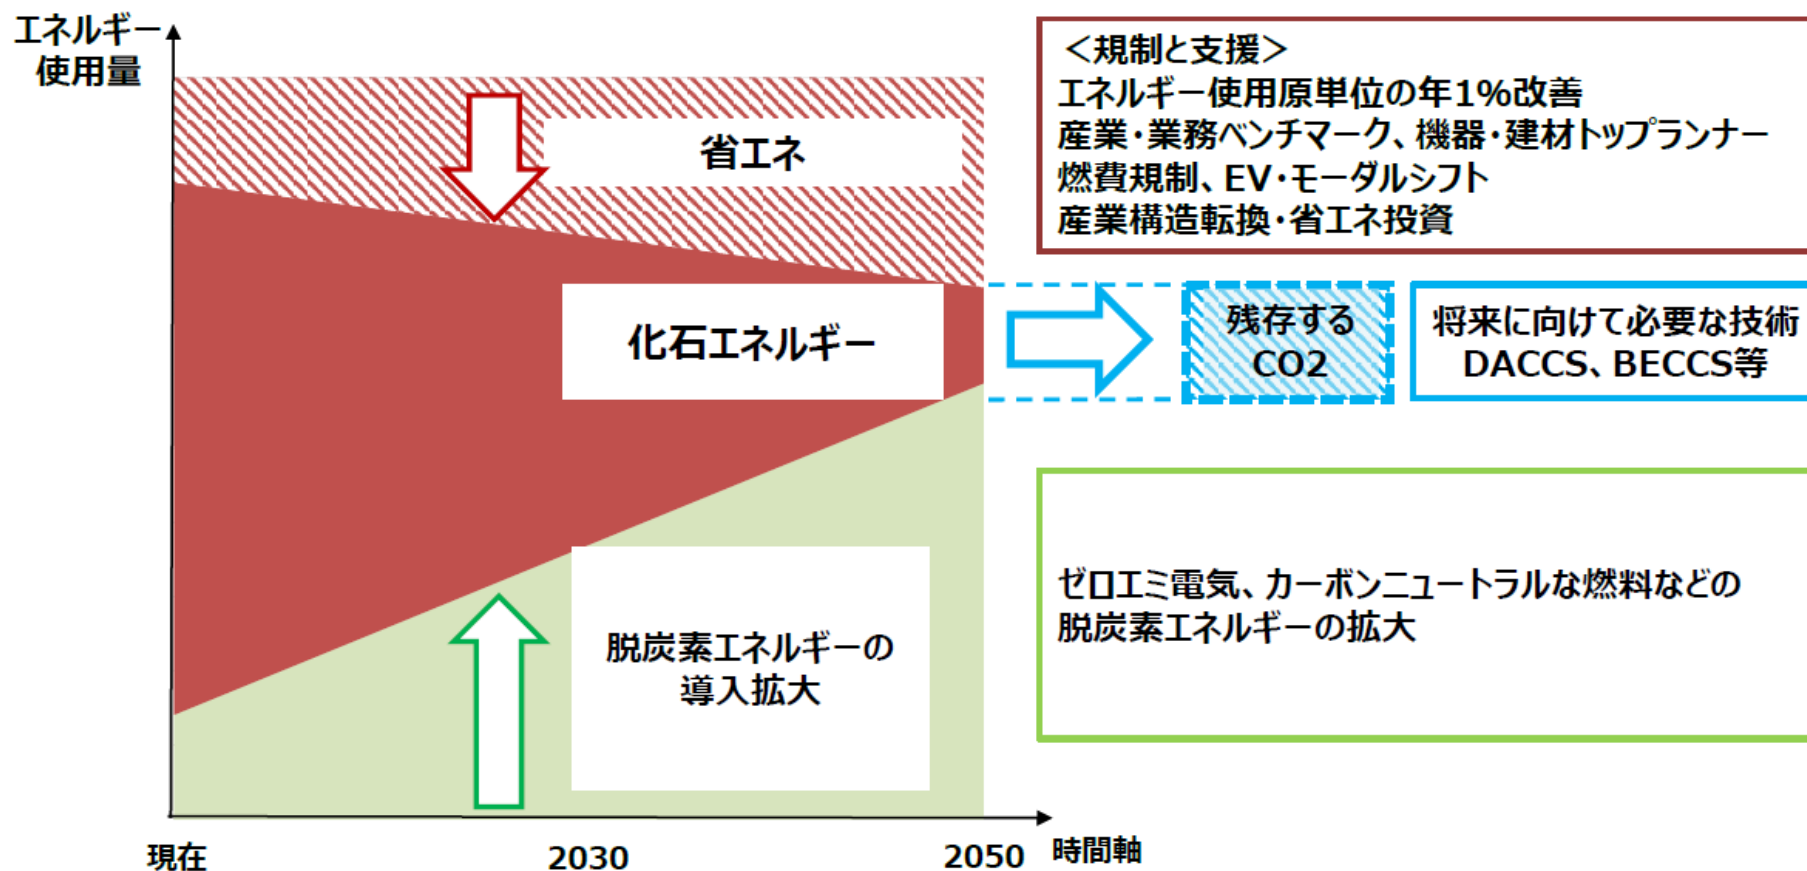 エネルギー
使用量
＜規制と支援＞
エネルギー使用原単位の年1%改善
産業・業務ベンチマーク、機器・建材トップランナー
燃費規制、EV・モーダルシフト
産業構造転換・省エネ投資
省エネ
化石エネルギー
残存する
CO2
将来に向けて必要な技術
DACCS、BECCS等
脱炭素エネルギーの
導入拡大
ゼロエミ電気、カーボンニュートラルな燃料などの
脱炭素エネルギーの拡大
現在
2030
2050
時間軸